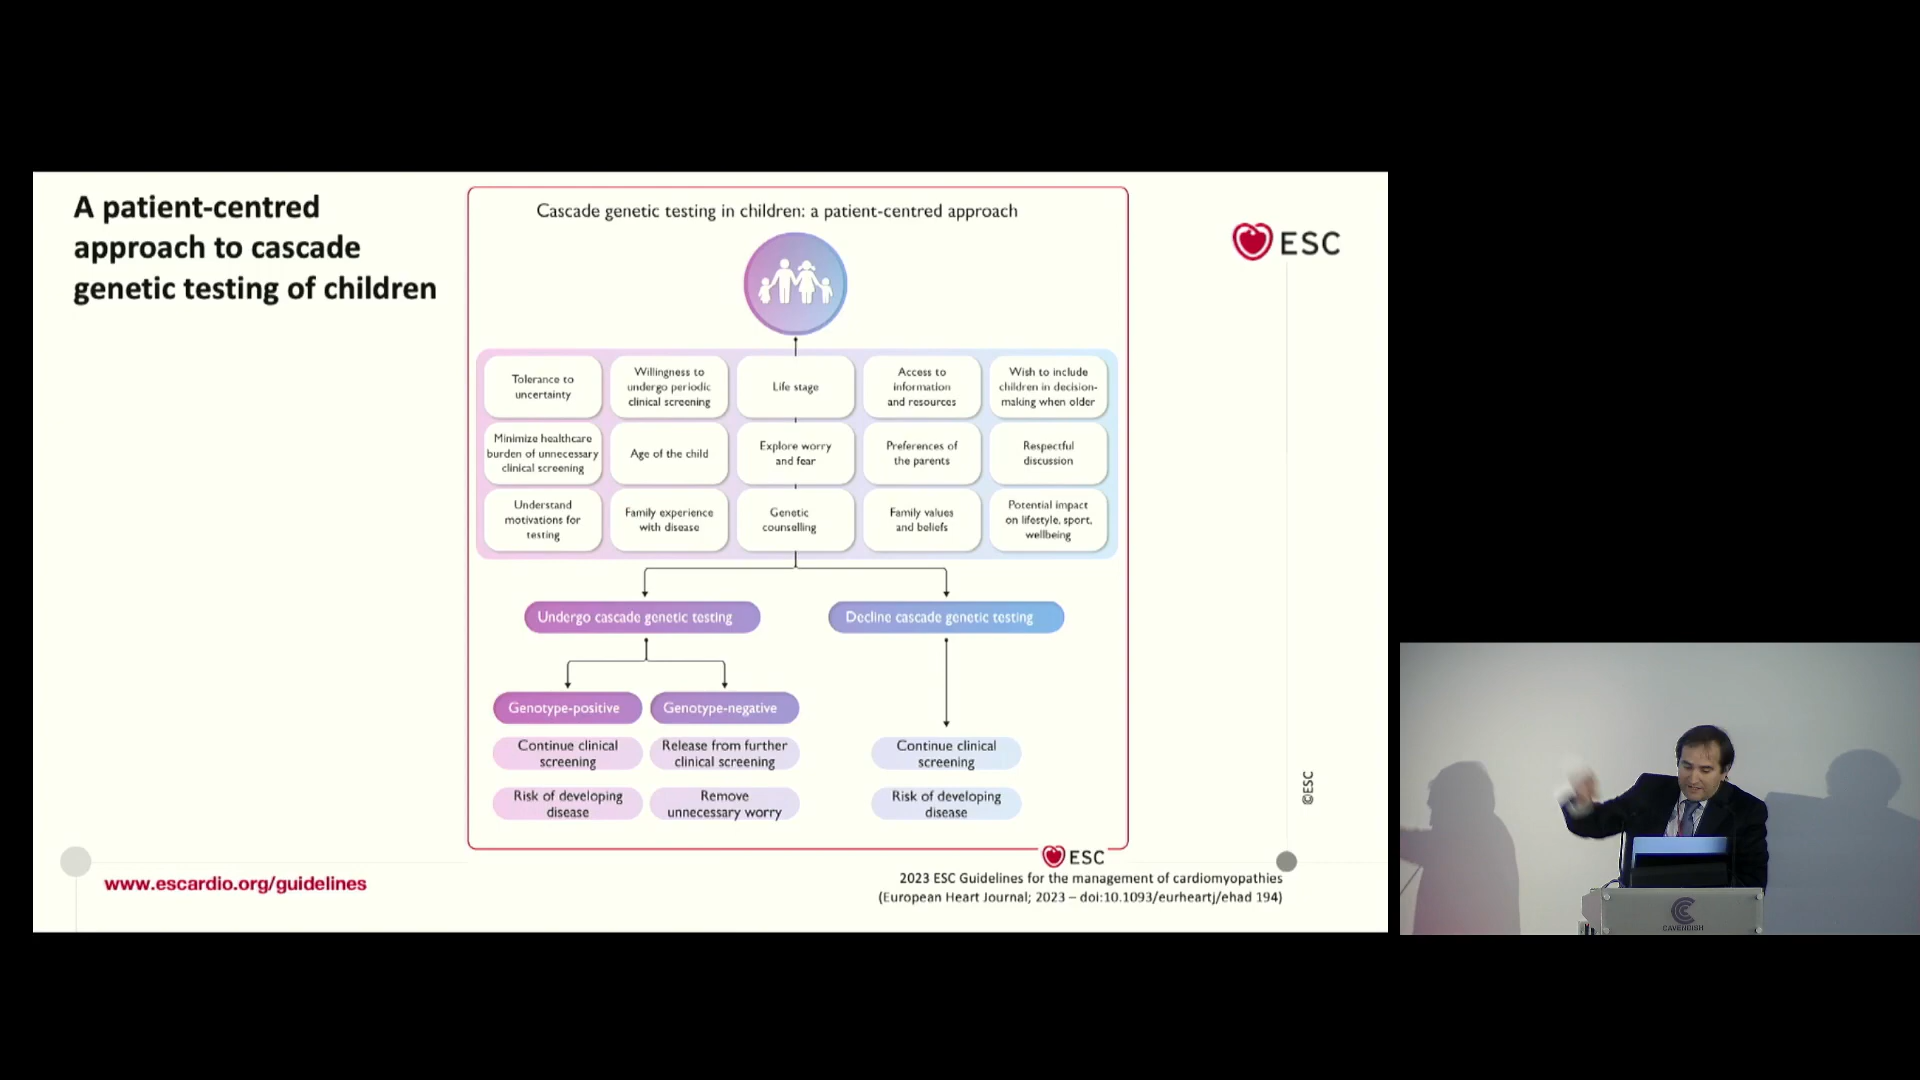 A patient-centred
approach to cascade
genetic testing of children
Cascade genetic testing in children: a patient-centred approach
ESC
Tolerance to
uncertainty
Willingness to
undergo periodic
clinical screening
Life stage
Access to
information
and resources
Wish to include
children in decision-
making when older
Minimize healthcare
burden of unnecessary
clinical screening
Age of the child
Explore worry
and fear
Preferences of
the parents
Respectful
discussion
Understand
motivations for
testing
Family experience
with disease
Genetic
counselling
Family values
and beliefs
Potential impact
on lifestyle, sport,
wellbeing
Undergo cascade genetic testing
Decline cascade genetic testing
Genotype-positive
Genotype-negative
Continue clinical
screening
Release from further
clinical screening
Continue clinical
screening
Risk of developing
disease
Remove
unnecessary worry
Risk of developing
disease
©ESC
ESC
www.escardio.org/guidelines
2023 ESC Guidelines for the management of cardiomyopathies
(European Heart Journal; 2023 – doi:10.1093/eurheartj/ehad 194)
CAVENDISH